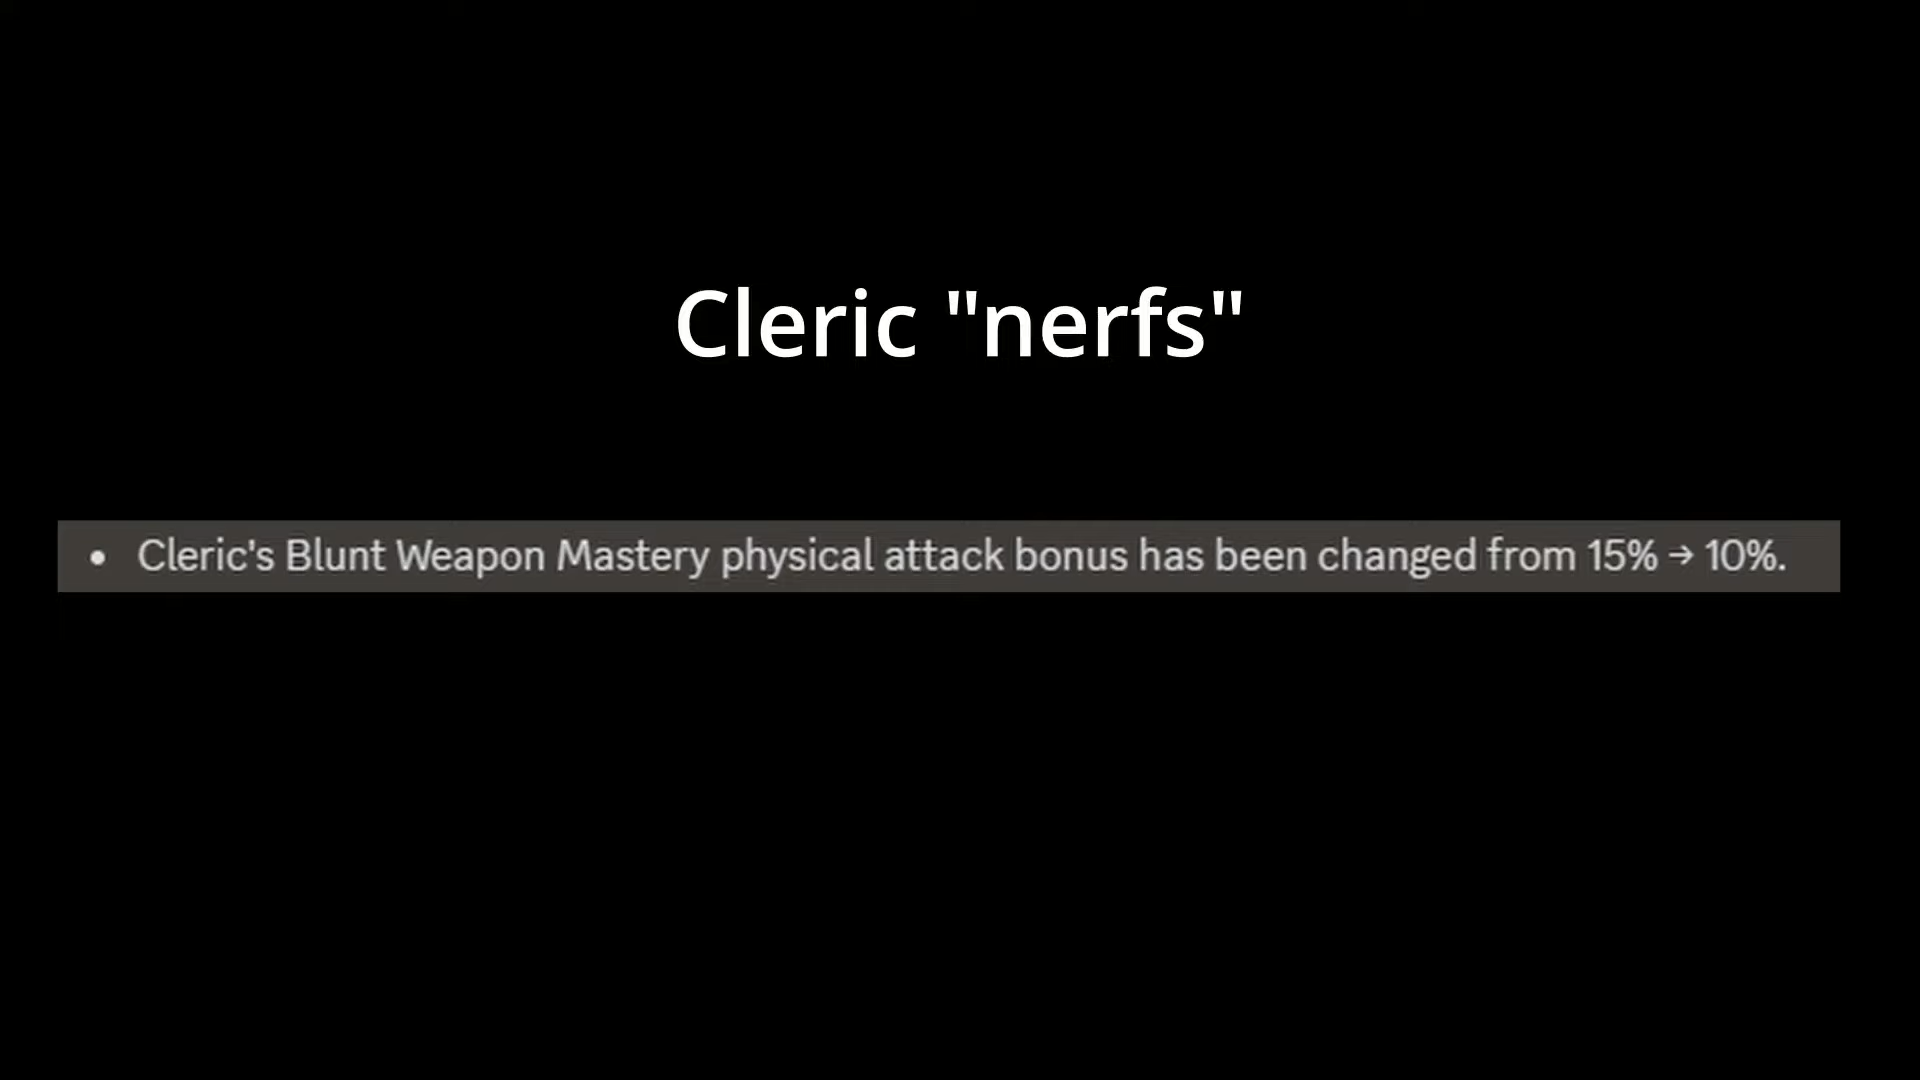 Cleric "nerfs"
• Cleric's Blunt Weapon Mastery physical attack bonus has been changed from 15% → 10%.